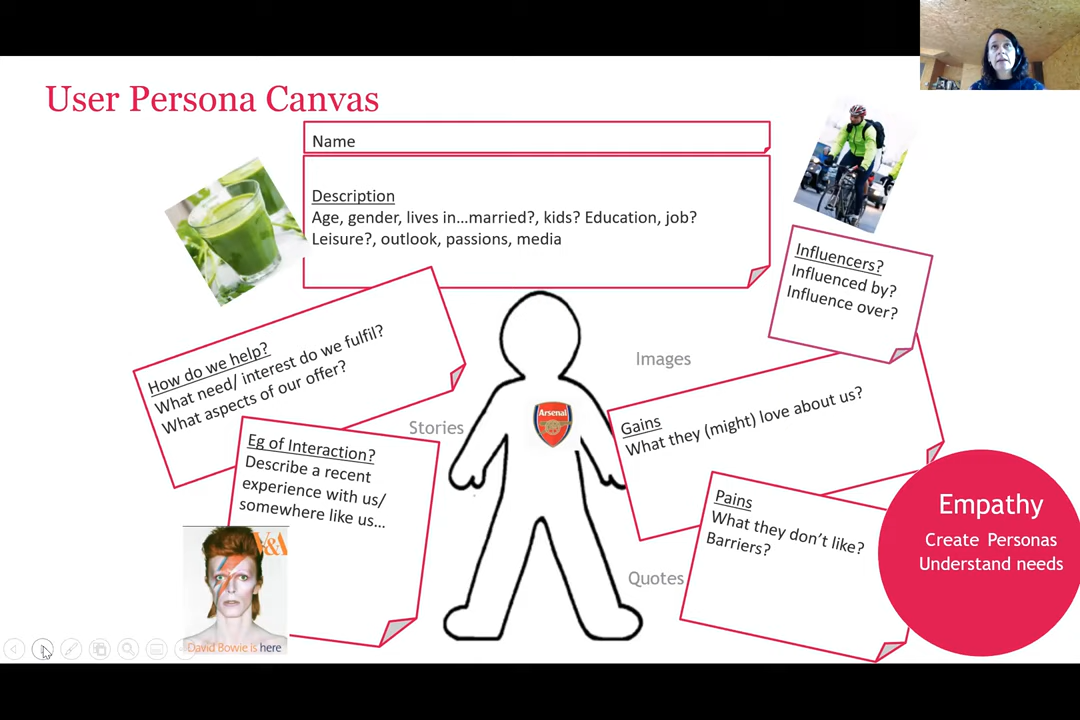 User Persona Canvas
Name
Description
Age, gender, lives in...married?, kids? Education, job?
Leisure?, outlook, passions, media
Influencers?
Influenced by?
Influence over?
How do we help?
What need/ interest do we fulfil?
What aspects of our offer?
Images
Stories
Arsenal
Gains
What they (might) love about us?
Eg of Interaction?
Describe a recent
experience with us/
somewhere like us...
Pains
What they don't like?
Barriers?
Quotes
Empathy
Create Personas
Understand needs
V&A
David Bowie is here